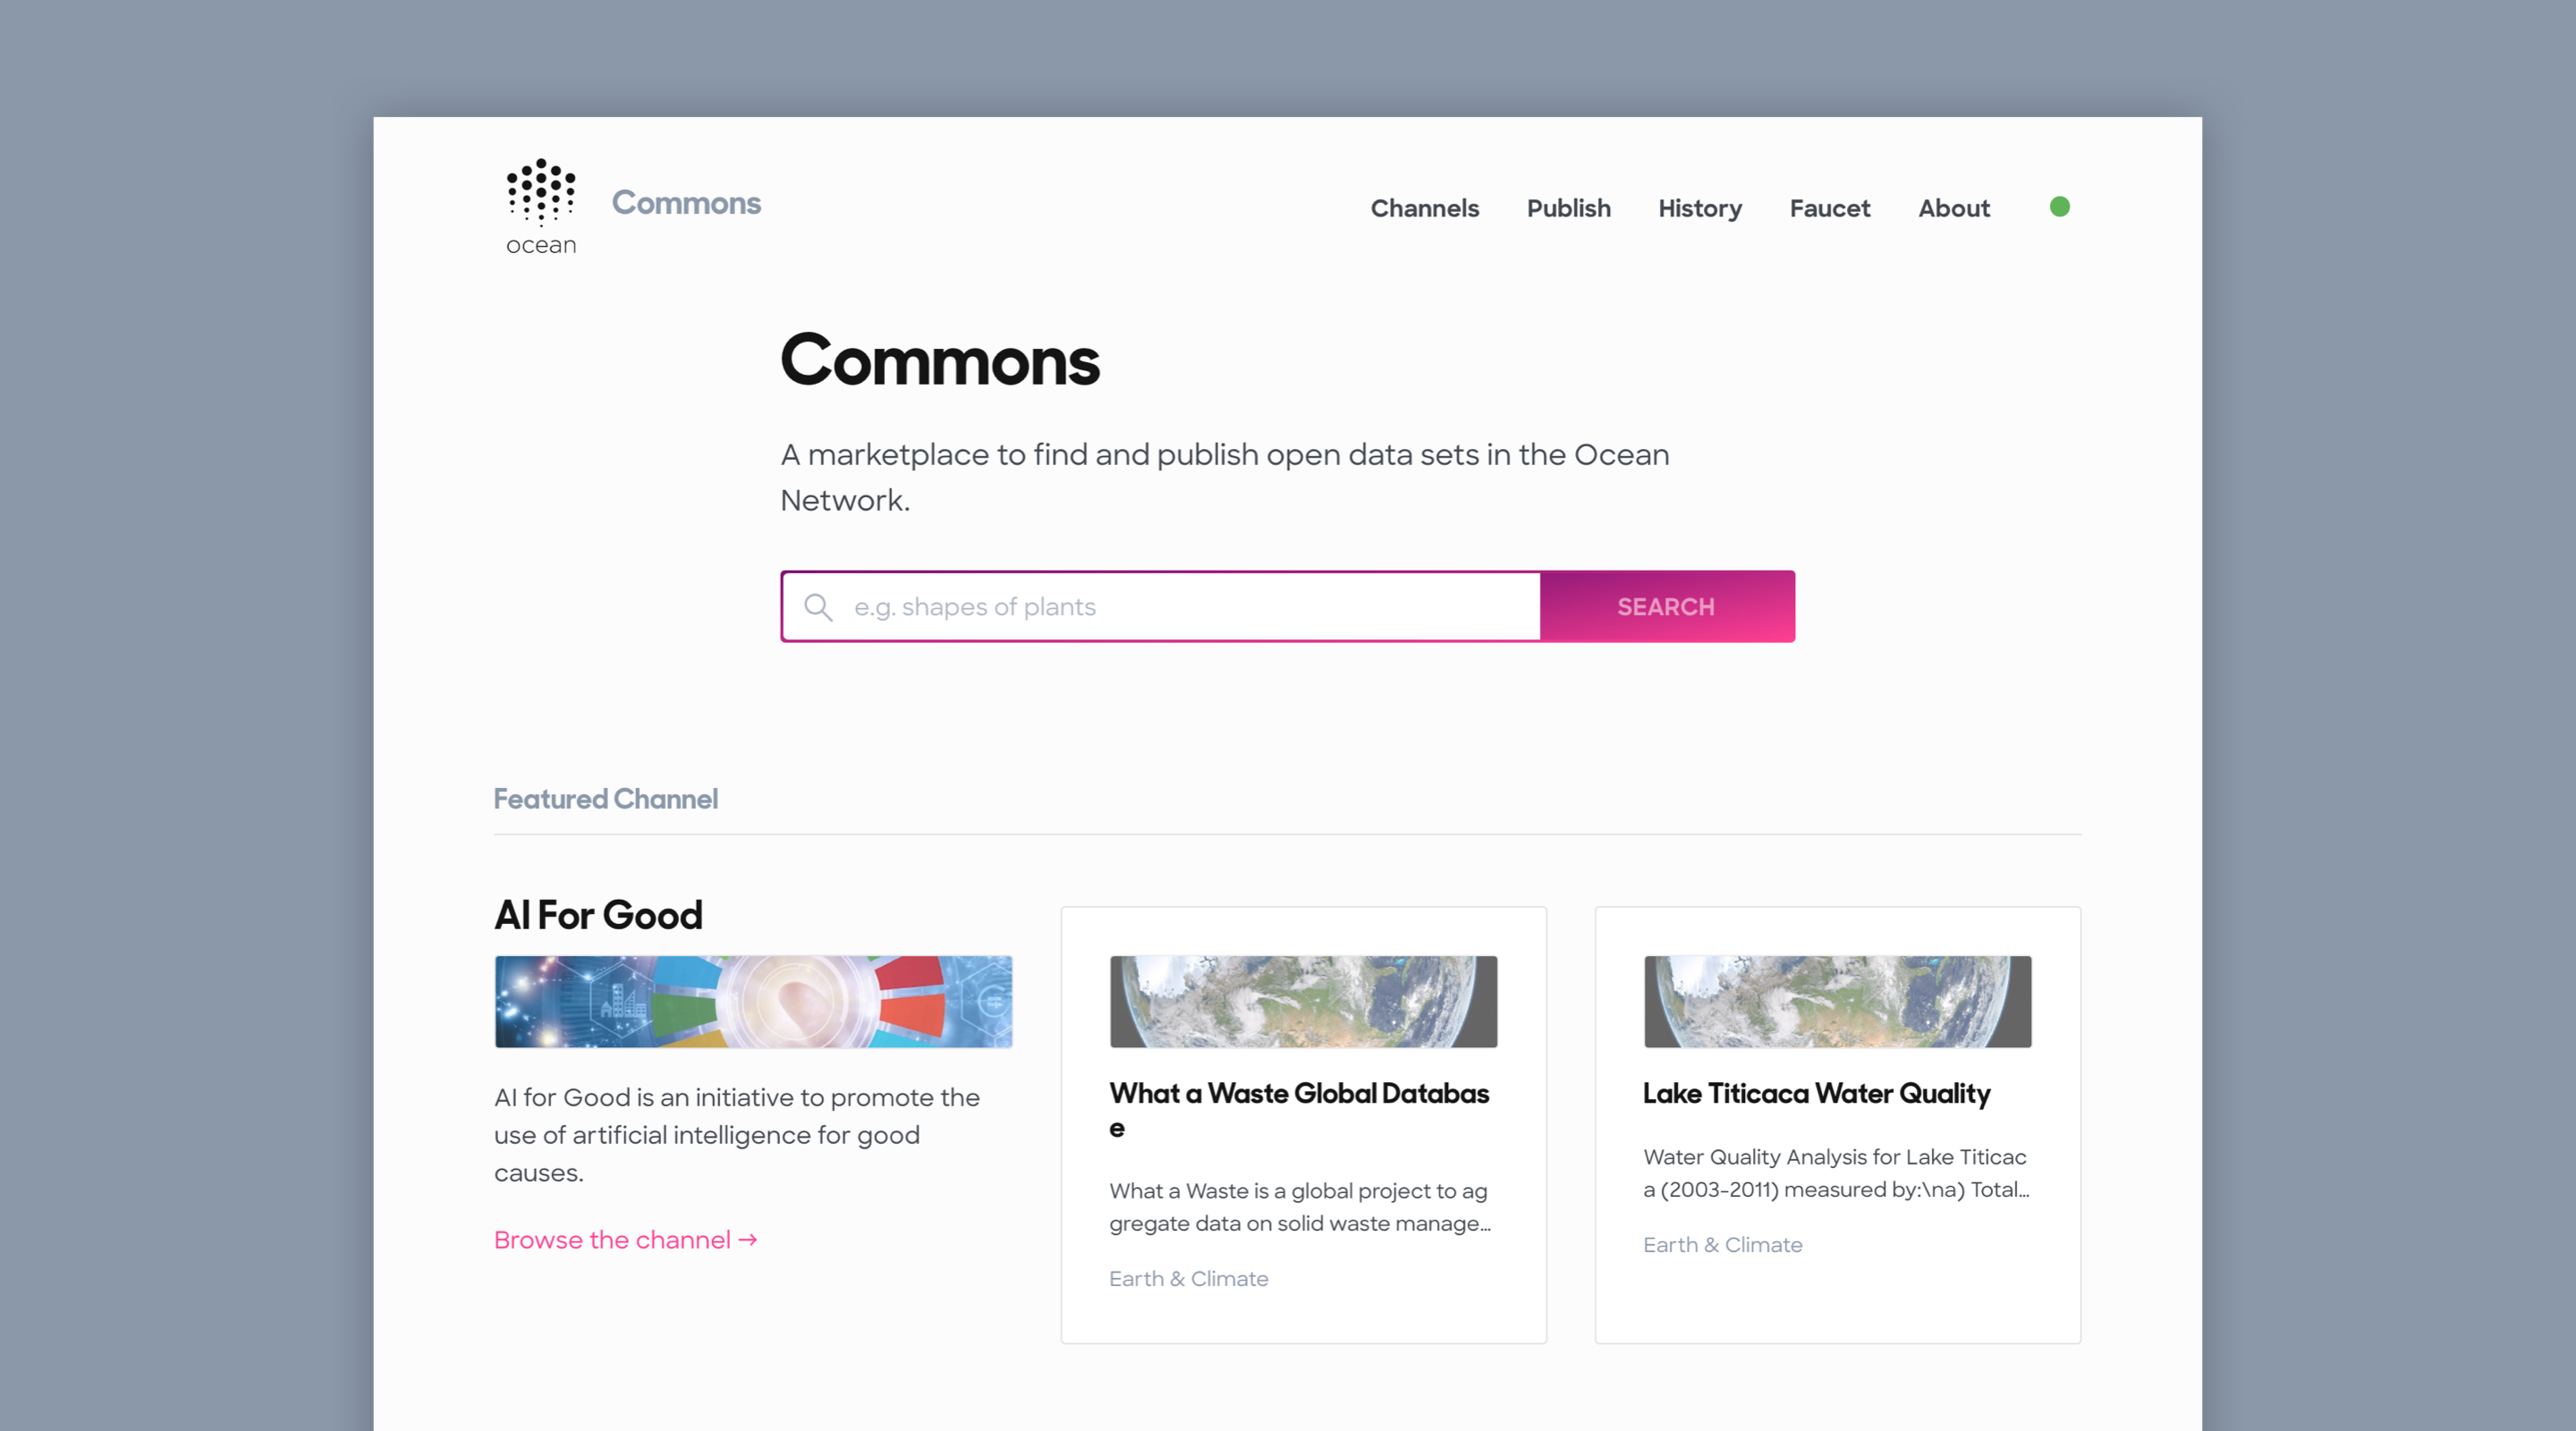 ocean
Commons
Channels Publish History Faucet About
Commons
A marketplace to find and publish open data sets in the Ocean
Network.
e.g. shapes of plants
SEARCH
Featured Channel
AI For Good
AI for Good is an initiative to promote the
use of artificial intelligence for good
causes.
Browse the channel →
What a Waste Global Databas
e
What a Waste is a global project to ag
gregate data on solid waste manage...
Earth & Climate
Lake Titicaca Water Quality
Water Quality Analysis for Lake Titicac
a (2003-2011) measured by:\na) Total...
Earth & Climate